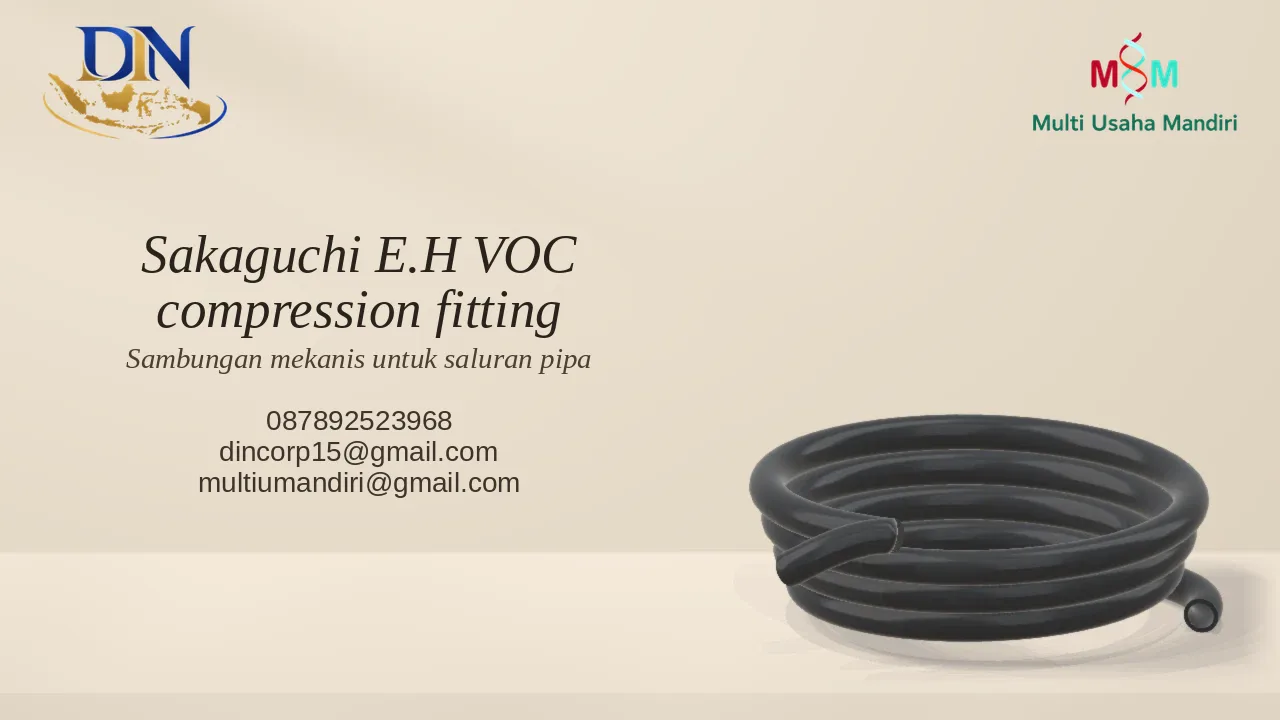 DIN
M M
Multi Usaha Mandiri
Sakaguchi E.H VOC
compression fitting
Sambungan mekanis untuk saluran pipa
087892523968
dincorp15@gmail.com
multiumandiri@gmail.com